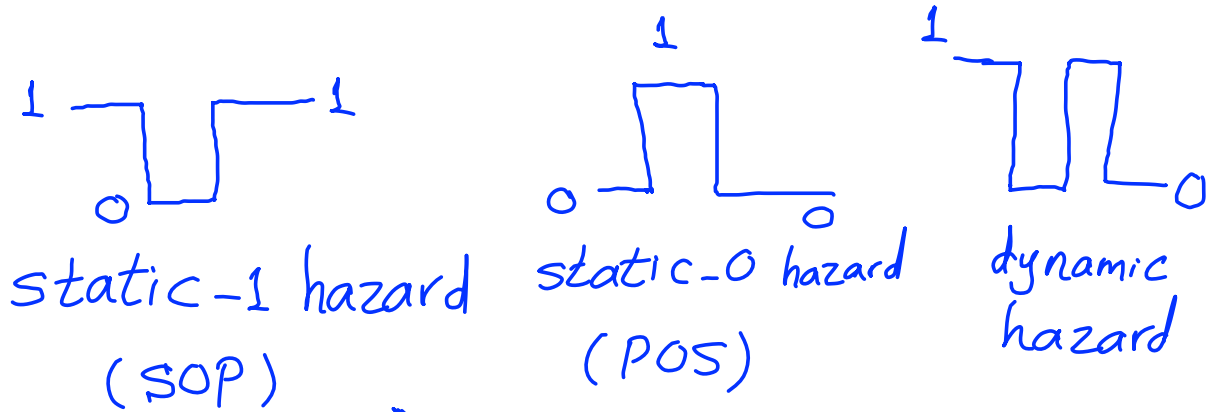 1 0 1
static-1 hazard
(SOP)
0 1 0
static-0 hazard
(POS)
1 0
dynamic
hazard